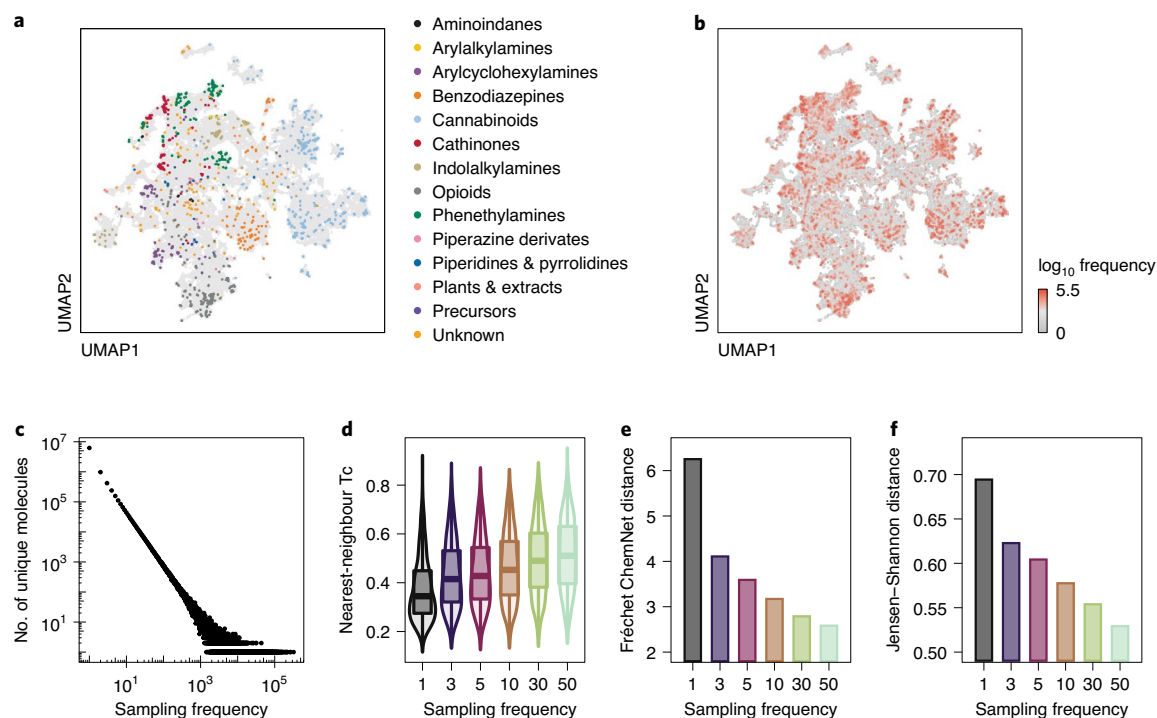 a
Aminoindanes
Arylalkylamines
Arylcyclohexylamines
Benzodiazepines
Cannabinoids
Cathinones
Indolalkylamines
Opioids
Phenethylamines
Piperazine derivates
Piperidines & pyrrolidines
Plants & extracts
Precursors
Unknown
UMAP2
UMAP1
b
UMAP2
UMAP1
log10 frequency
5.5
0
c
No. of unique molecules
10^7
10^5
10^3
10^1
10^1 10^3 10^5
Sampling frequency
d
Nearest-neighbour Tc
0.8
0.6
0.4
0.2
1 3 5 10 30 50
Sampling frequency
e
Fréchet ChemNet distance
6
5
4
3
2
1 3 5 10 30 50
Sampling frequency
f
Jensen–Shannon distance
0.70
0.65
0.60
0.55
0.50
1 3 5 10 30 50
Sampling frequency